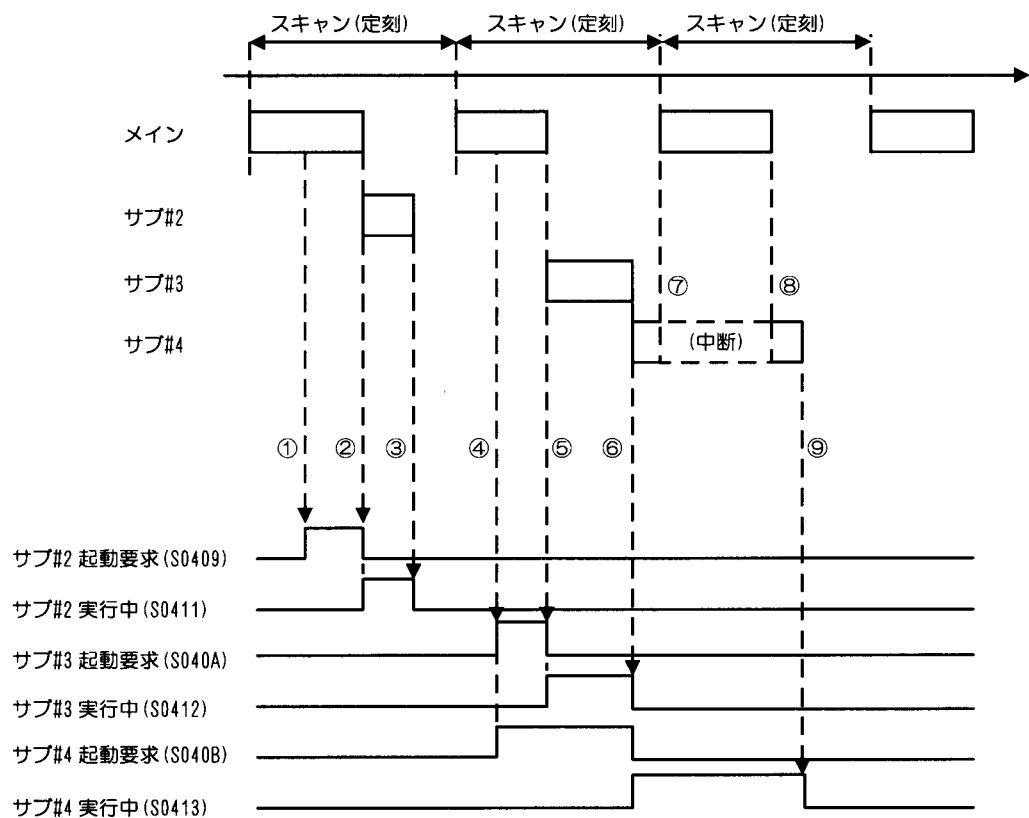 スキャン(定刻) スキャン(定刻) スキャン(定刻)
メイン
サブ#2
サブ#3 ⑦ ⑧
サブ#4 (中断)
① ② ③ ④ ⑤ ⑥ ⑨
サブ#2 起動要求(S0409)
サブ#2 実行中(S0411)
サブ#3 起動要求(S040A)
サブ#3 実行中(S0412)
サブ#4 起動要求(S040B)
サブ#4 実行中(S0413)